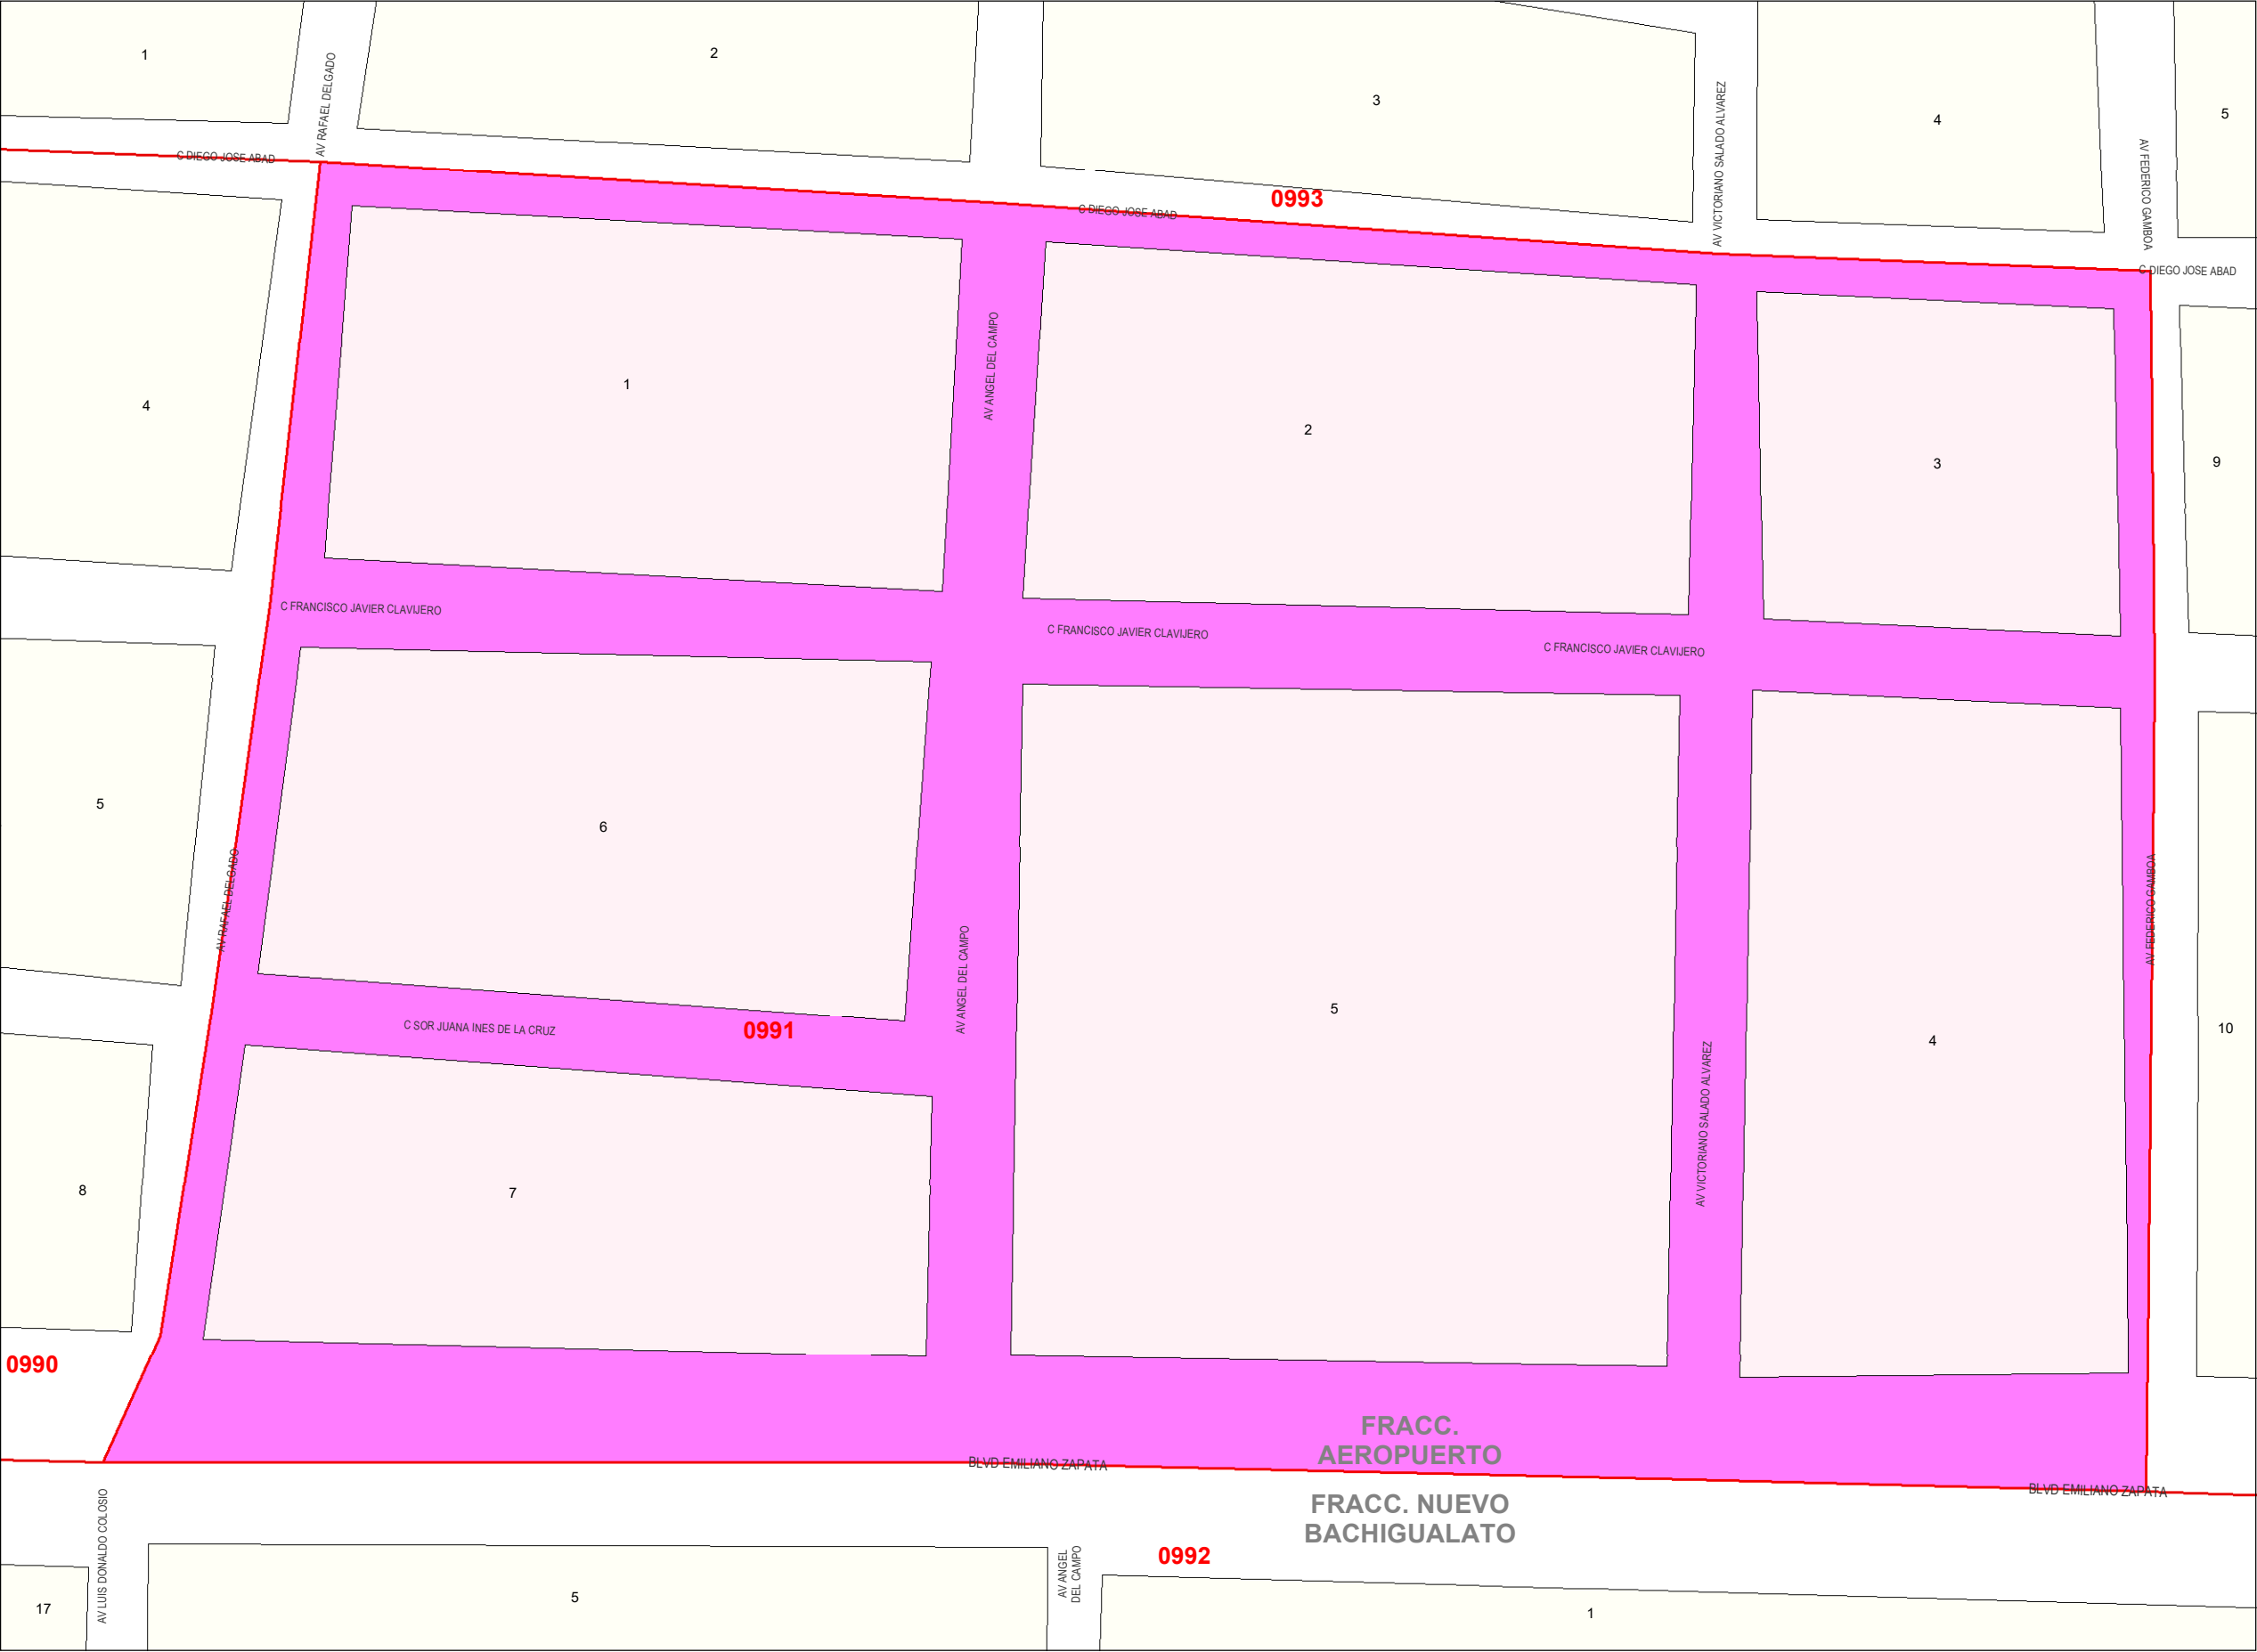 1
2
3
4
5
AV RAFAEL DELGADO
AV VICTORIANO SALADO ALVAREZ
AV FEDERICO GAMBOA
C DIEGO JOSE ABAD
0993
C DIEGO JOSE ABAD
C DIEGO JOSE ABAD
4
1
AV ANGEL DEL CAMPO
2
3
9
C FRANCISCO JAVIER CLAVIJERO
C FRANCISCO JAVIER CLAVIJERO
C FRANCISCO JAVIER CLAVIJERO
5
6
AV RAFAEL DELGADO
AV FEDERICO GAMBOA
AV ANGEL DEL CAMPO
C SOR JUANA INES DE LA CRUZ
0991
5
4
10
AV VICTORIANO SALADO ALVAREZ
8
7
0990
FRACC.
AEROPUERTO
BLVD EMILIANO ZAPATA
BLVD EMILIANO ZAPATA
FRACC. NUEVO
BACHIGUALATO
0992
AV LUIS DONALDO COLOSIO
AV ANGEL
DEL CAMPO
17
5
1